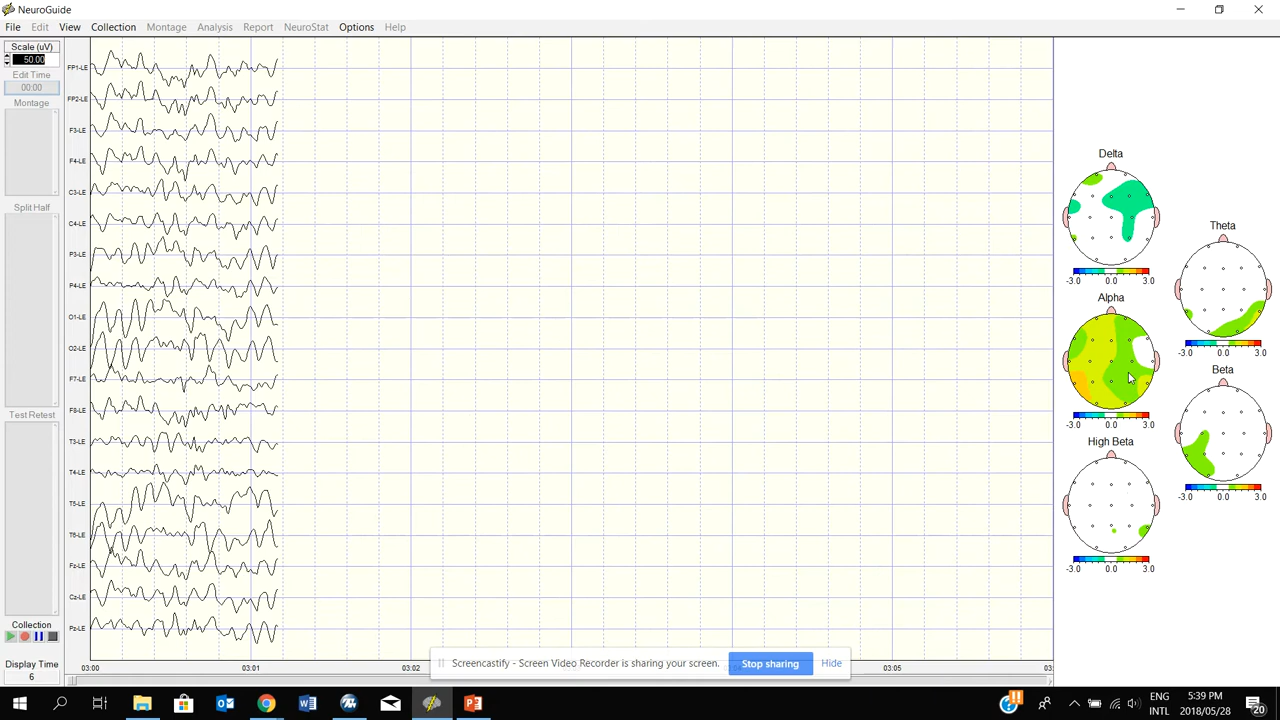 NeuroGuide
File Edit View Collection Montage Analysis Report NeuroStat Options Help
Scale (uV)
50.00
Edit Time
00:00
Montage
Split Half
Test Retest
Collection
Display Time
FP1-LE
FP2-LE
F3-LE
F4-LE
C3-LE
C4-LE
P3-LE
P4-LE
O1-LE
O2-LE
F7-LE
F8-LE
T3-LE
T4-LE
T5-LE
T6-LE
Fz-LE
Cz-LE
Pz-LE
03:00 03:01 03:02 03:05
Delta
-3.0 0.0 3.0
Theta
-3.0 0.0 3.0
Alpha
-3.0 0.0 3.0
Beta
-3.0 0.0 3.0
High Beta
-3.0 0.0 3.0
Screencastify - Screen Video Recorder is sharing your screen. Stop sharing Hide
ENG
INTL
5:39 PM
2018/05/28
20